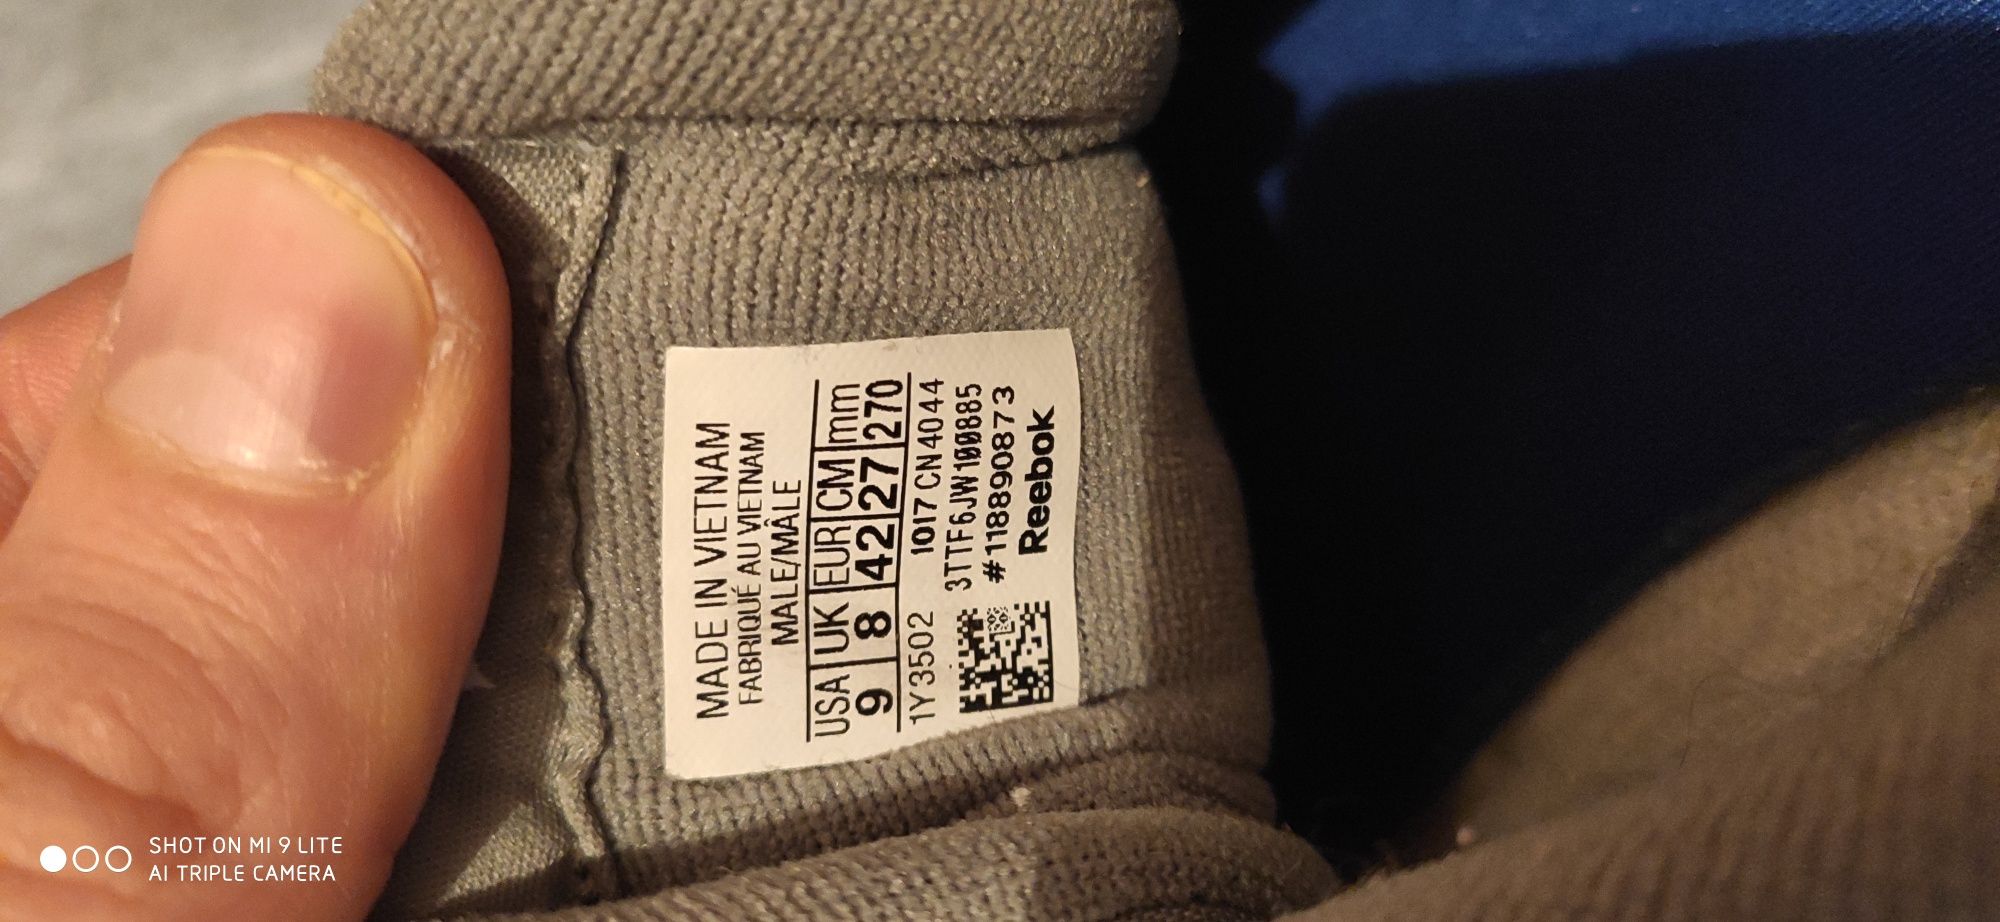 MADE IN VIETNAM
FABRIQUÉ AU VIETNAM
MALE/MÂLE
USA UK EUR CM mm
9 8 42 27 270
1Y3502 1017 CN4044
3TTF6JW100885
#118890873
Reebok
SHOT ON MI 9 LITE
AI TRIPLE CAMERA